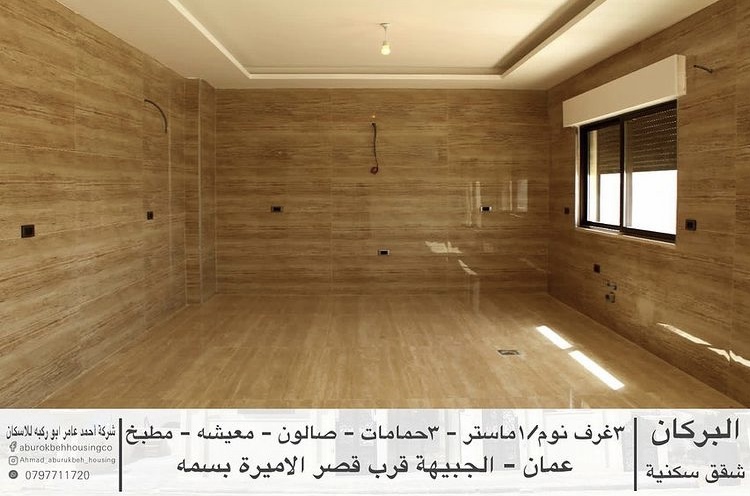 البركان
شقق سكنية
٣غرف نوم/١ماستر - ٣حمامات - صالون - معيشه - مطبخ
عمان - الجبيهة قرب قصر الاميرة بسمه
شركة احمد عامر ابو ركبه للاسكان
aburokbehhousingco
Ahmad_aburukbeh_housing
0797711720